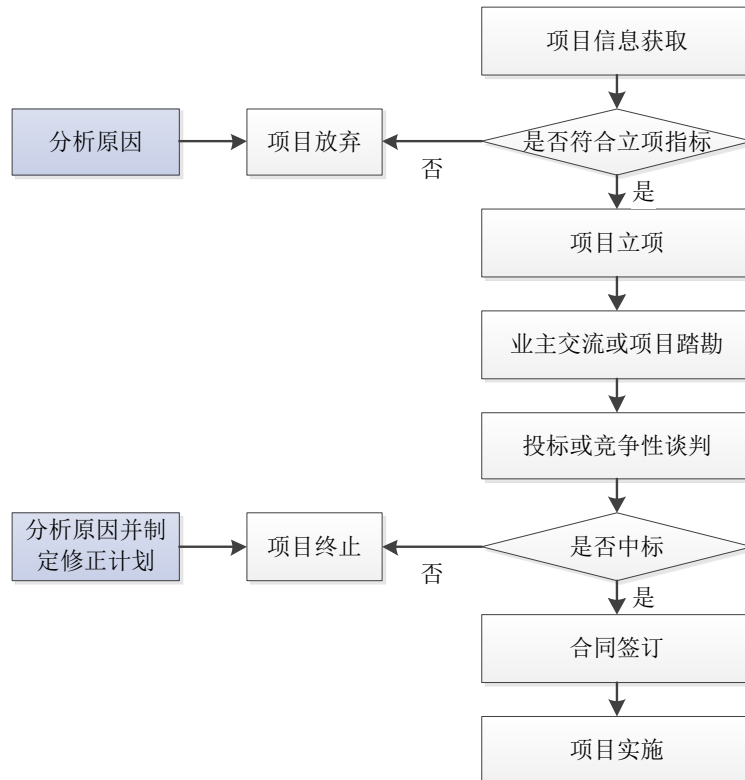 项目信息获取
分析原因
项目放弃
是否符合立项指标
否
是
项目立项
业主交流或项目踏勘
投标或竞争性谈判
分析原因并制
定修正计划
项目终止
是否中标
否
是
合同签订
项目实施